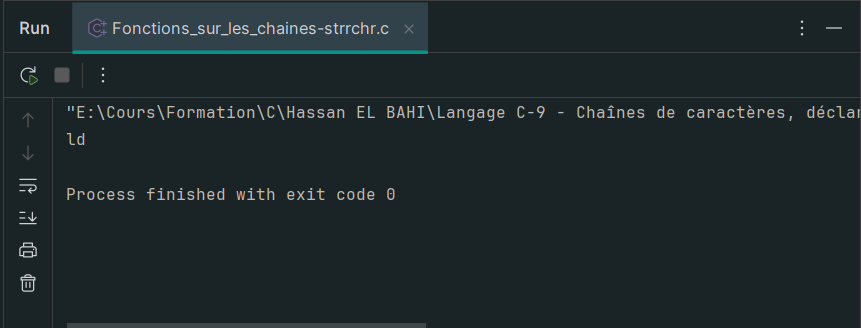 Run
Fonctions_sur_les_chaines-strrchr.c
"E:\Cours\Formation\C\Hassan EL BAHI\Langage C-9 - Chaînes de caractères, déclar
ld
Process finished with exit code 0